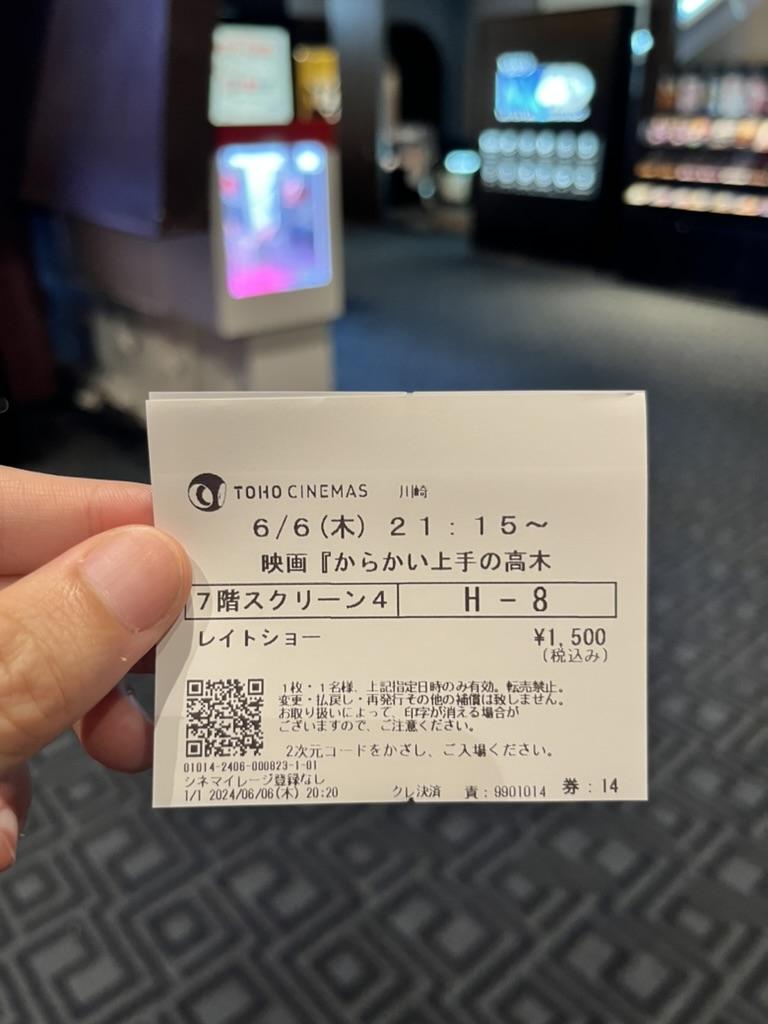 TOHO CINEMAS 川崎
6/6(木) 21:15~
映画『からかい上手の高木
7階スクリーン4 H-8
レイトショー ¥1,500
(税込み)
1枚・1名様、上記指定日時のみ有効。転売禁止。
変更・払戻し・再発行その他の補償は致しません。
お取り扱いによって、印字が消える場合が
ございますので、ご注意ください。
2次元コードをかざし、ご入場ください。
01014-2406-000823-1-01
シネマイレージ登録なし
1/1 2024/06/06(木) 20:20 クレ決済 責:9901014 券:14